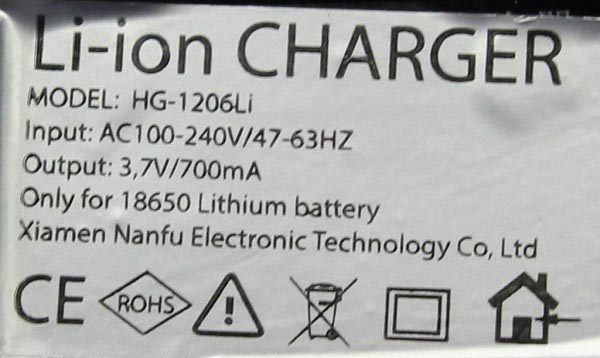 Li-ion CHARGER
MODEL: HG-1206Li
Input: AC100-240V/47-63HZ
Output: 3,7V/700mA
Only for 18650 Lithium battery
Xiamen Nanfu Electronic Technology Co, Ltd
CE ROHS